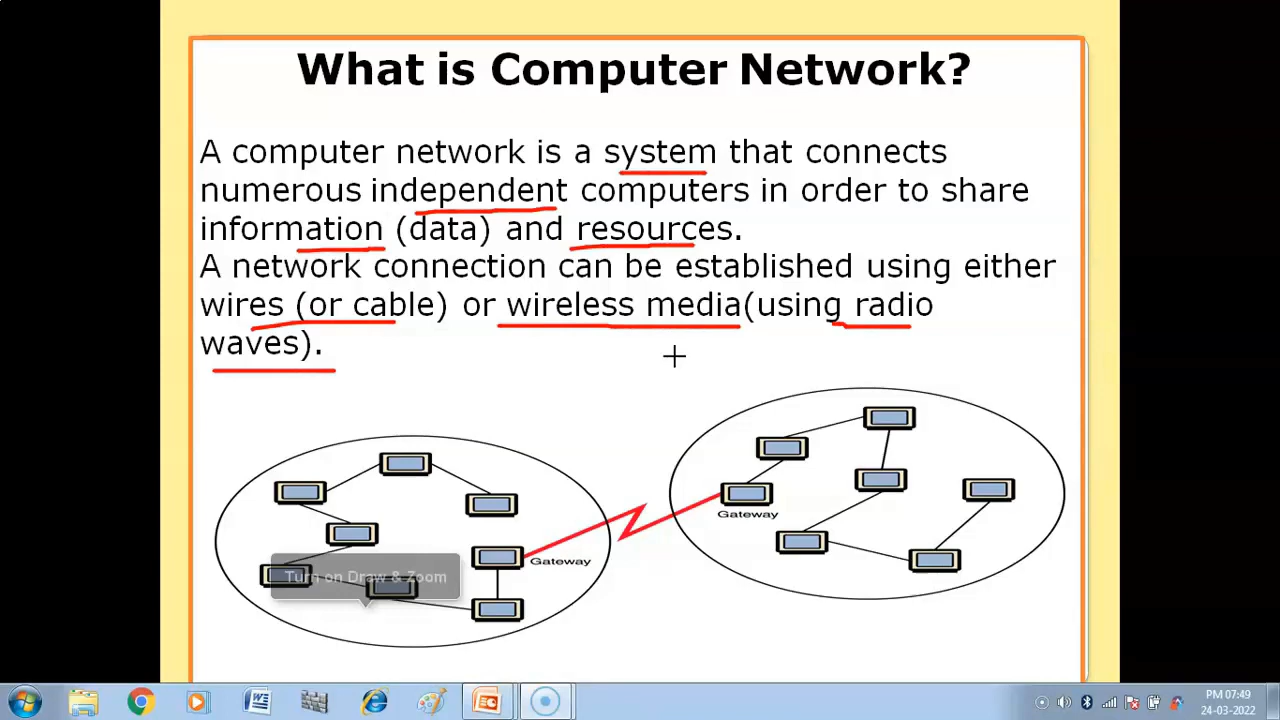 What is Computer Network?
A computer network is a system that connects
numerous independent computers in order to share
information (data) and resources.
A network connection can be established using either
wires (or cable) or wireless media(using radio
waves).
Gateway
Gateway
Turn on Draw & Zoom
PM 07:49
24-03-2022